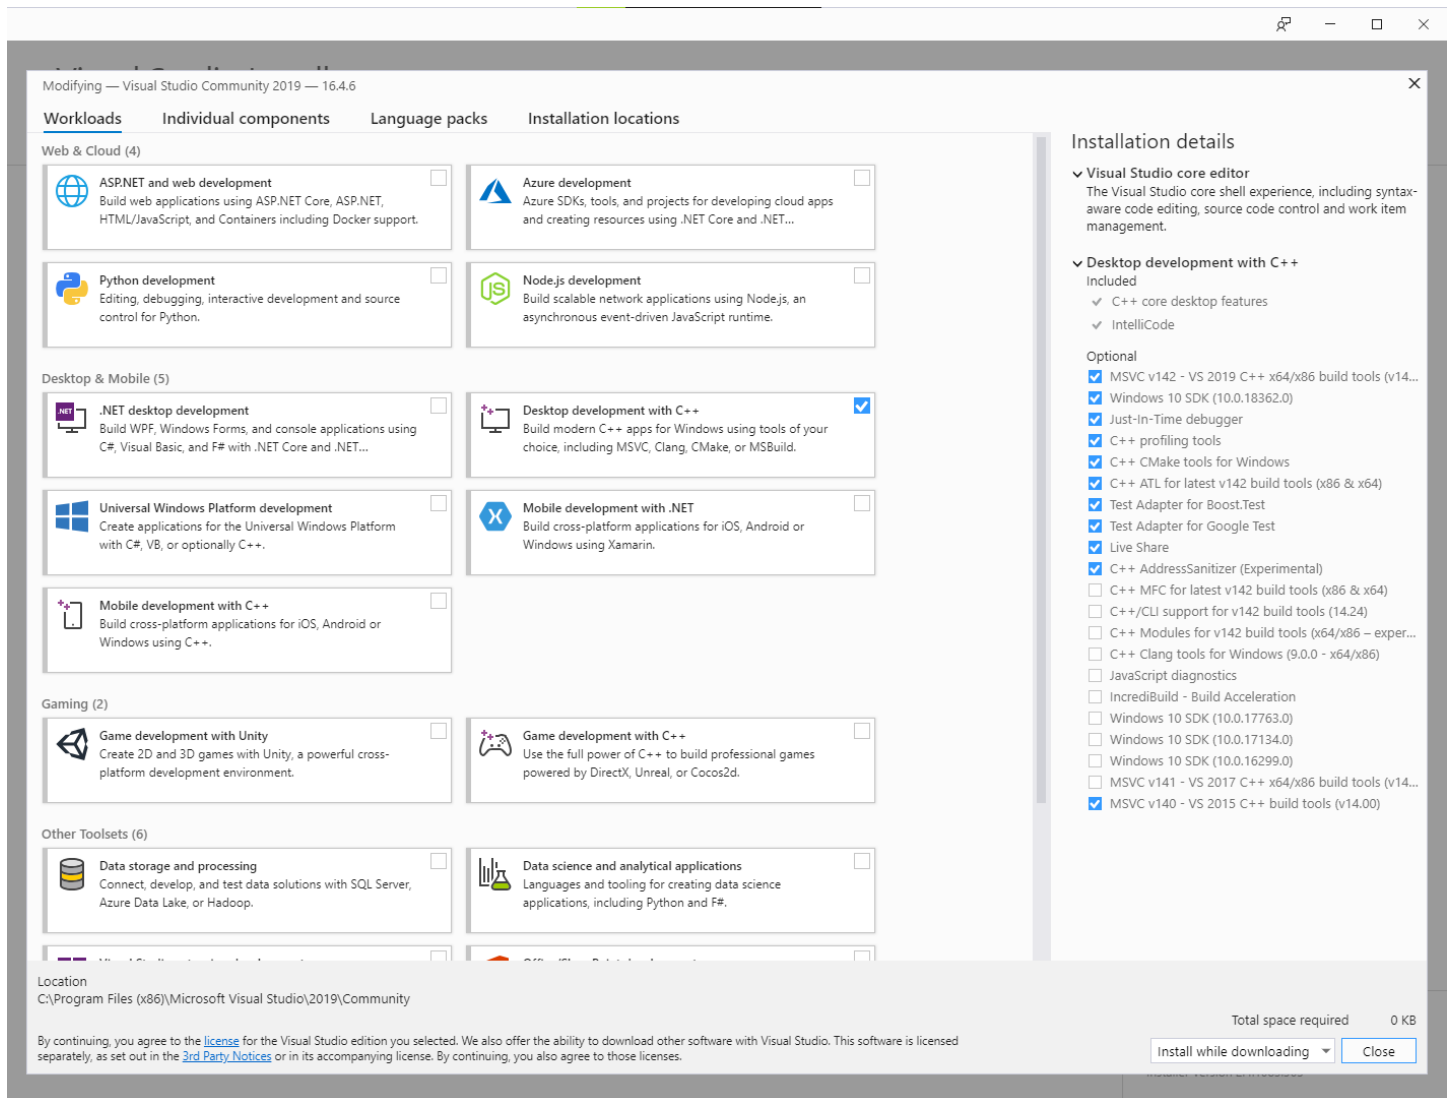 Modifying — Visual Studio Community 2019 — 16.4.6
Workloads Individual components Language packs Installation locations
Web & Cloud (4)
ASP.NET and web development
Build web applications using ASP.NET Core, ASP.NET,
HTML/JavaScript, and Containers including Docker support.
Azure development
Azure SDKs, tools, and projects for developing cloud apps
and creating resources using .NET Core and .NET...
Python development
Editing, debugging, interactive development and source
control for Python.
Node.js development
Build scalable network applications using Node.js, an
asynchronous event-driven JavaScript runtime.
Desktop & Mobile (5)
.NET
.NET desktop development
Build WPF, Windows Forms, and console applications using
C#, Visual Basic, and F# with .NET Core and .NET...
Desktop development with C++
Build modern C++ apps for Windows using tools of your
choice, including MSVC, Clang, CMake, or MSBuild.
Universal Windows Platform development
Create applications for the Universal Windows Platform
with C#, VB, or optionally C++.
Mobile development with .NET
Build cross-platform applications for iOS, Android or
Windows using Xamarin.
Mobile development with C++
Build cross-platform applications for iOS, Android or
Windows using C++.
Gaming (2)
Game development with Unity
Create 2D and 3D games with Unity, a powerful cross-
platform development environment.
Game development with C++
Use the full power of C++ to build professional games
powered by DirectX, Unreal, or Cocos2d.
Other Toolsets (6)
Data storage and processing
Connect, develop, and test data solutions with SQL Server,
Azure Data Lake, or Hadoop.
Data science and analytical applications
Languages and tooling for creating data science
applications, including Python and F#.
Installation details
Visual Studio core editor
The Visual Studio core shell experience, including syntax-
aware code editing, source code control and work item
management.
Desktop development with C++
Included
C++ core desktop features
IntelliCode
Optional
MSVC v142 - VS 2019 C++ x64/x86 build tools (v14...
Windows 10 SDK (10.0.18362.0)
Just-In-Time debugger
C++ profiling tools
C++ CMake tools for Windows
C++ ATL for latest v142 build tools (x86 & x64)
Test Adapter for Boost.Test
Test Adapter for Google Test
Live Share
C++ AddressSanitizer (Experimental)
C++ MFC for latest v142 build tools (x86 & x64)
C++/CLI support for v142 build tools (14.24)
C++ Modules for v142 build tools (x64/x86 – exper...
C++ Clang tools for Windows (9.0.0 - x64/x86)
JavaScript diagnostics
IncrediBuild - Build Acceleration
Windows 10 SDK (10.0.17763.0)
Windows 10 SDK (10.0.17134.0)
Windows 10 SDK (10.0.16299.0)
MSVC v141 - VS 2017 C++ x64/x86 build tools (v14...
MSVC v140 - VS 2015 C++ build tools (v14.00)
Location
C:\Program Files (x86)\Microsoft Visual Studio\2019\Community
Total space required 0 KB
By continuing, you agree to the license for the Visual Studio edition you selected. We also offer the ability to download other software with Visual Studio. This software is licensed
separately, as set out in the 3rd Party Notices or in its accompanying license. By continuing, you also agree to those licenses.
Install while downloading Close